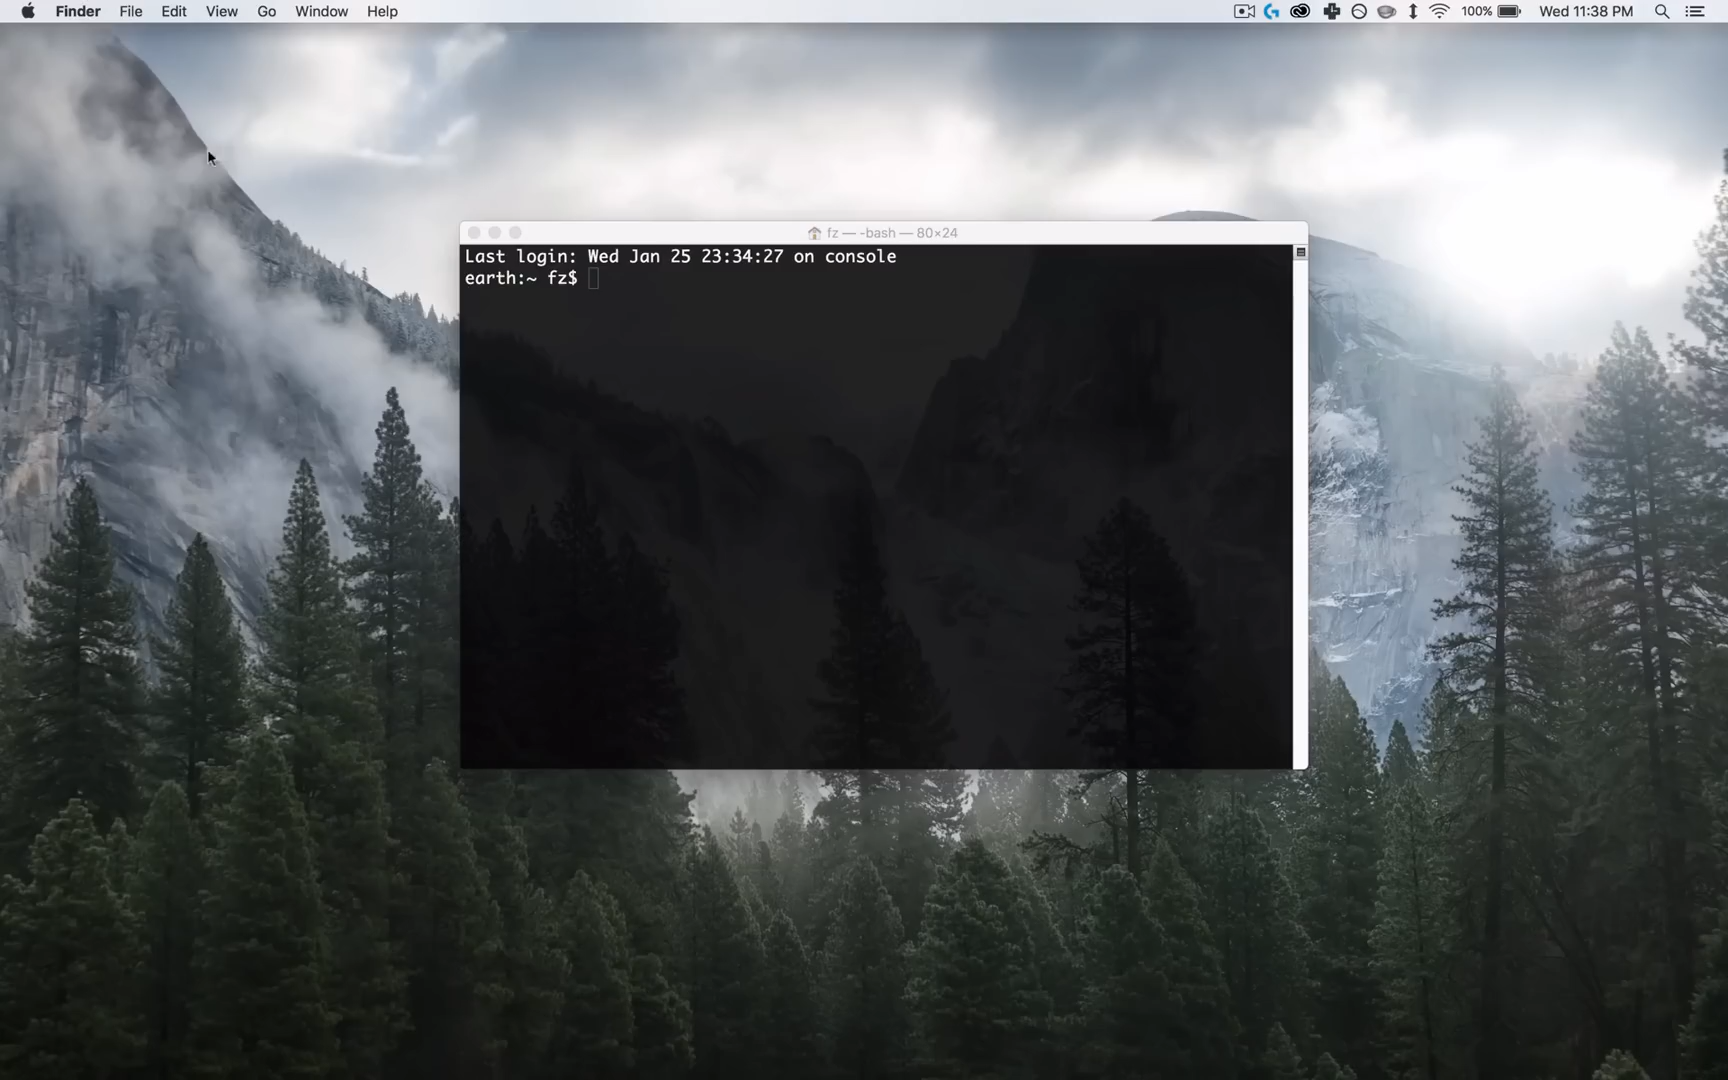 Finder File Edit View Go Window Help 100% Wed 11:38 PM
fz — -bash — 80×24
Last login: Wed Jan 25 23:34:27 on console
earth:~ fz$